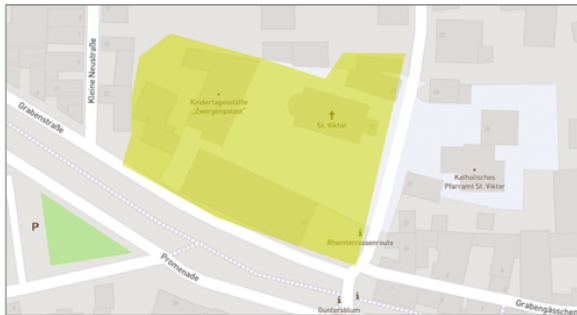 Kleine Neustraße
Grabenstraße
Kindertagesstätte
"Zwergenpalast"
St. Viktor
Katholisches
Pfarramt St. Viktor
P
Rheinterrassenroute
Promenade
Guntersblum
Grabengässchen